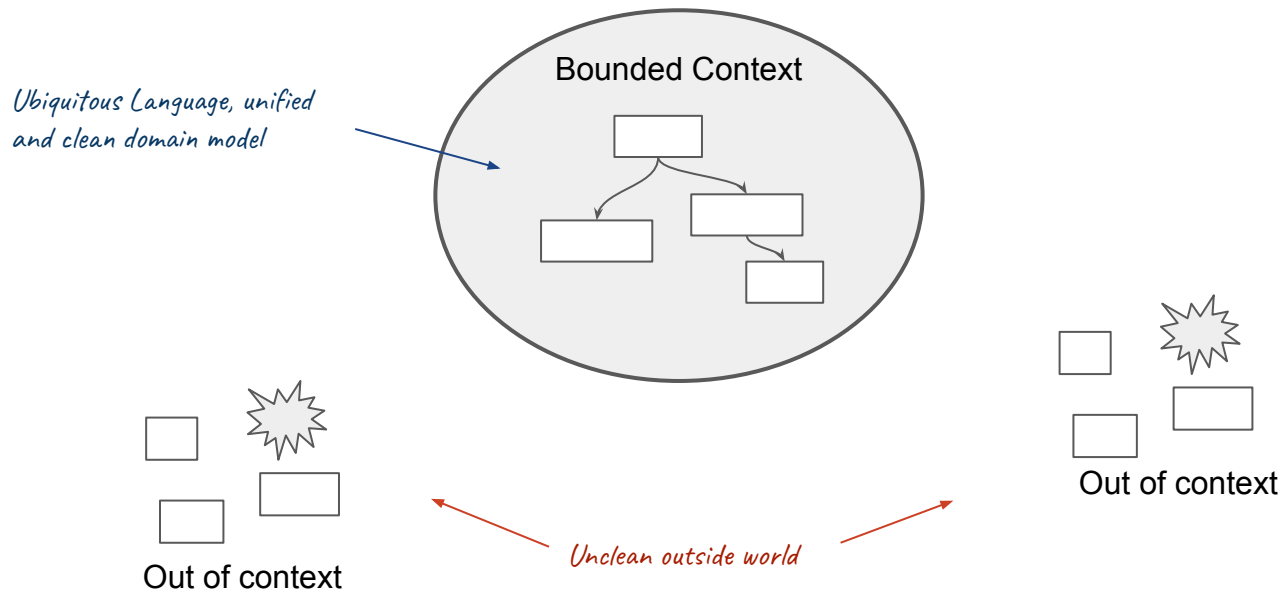 Bounded Context
Ubiquitous Language, unified
and clean domain model
Out of context
Unclean outside world
Out of context